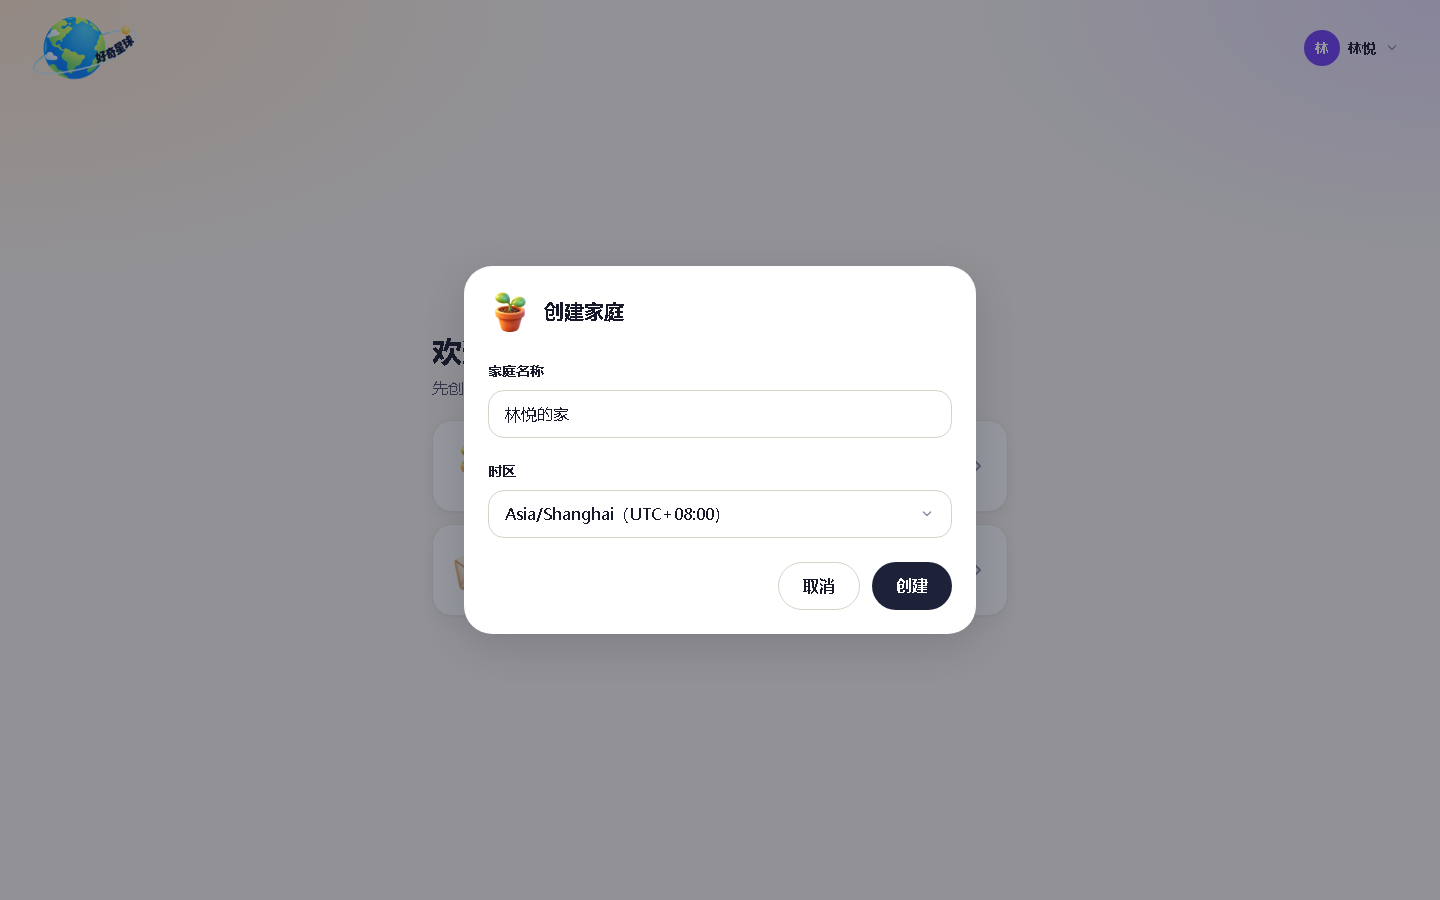 好奇星球
林 林悦
欢
先创
创建家庭
家庭名称
林悦的家
时区
Asia/Shanghai（UTC+08:00）
取消 创建